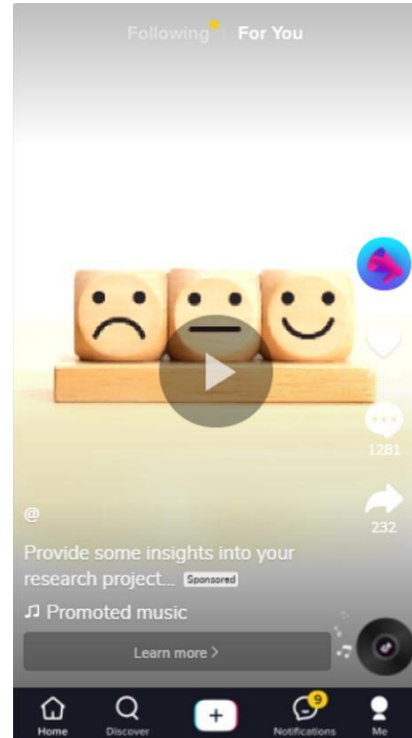 Following For You
1281
@
232
Provide some insights into your
research project... Sponsored
Promoted music
Learn more >
9
Home Discover Notifications Me